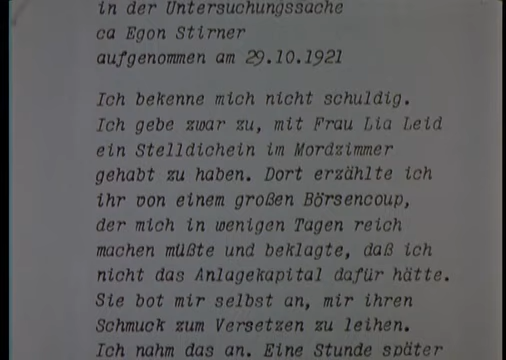 in der Untersuchungssache
ca Egon Stirner
aufgenommen am 29.10.1921
Ich bekenne mich nicht schuldig.
Ich gebe zwar zu, mit Frau Lia Leid
ein Stelldichein im Mordzimmer
gehabt zu haben. Dort erzählte ich
ihr von einem großen Börsencoup,
der mich in wenigen Tagen reich
machen müßte und beklagte, daß ich
nicht das Anlagekapital dafür hätte.
Sie bot mir selbst an, mir ihren
Schmuck zum Versetzen zu leihen.
Ich nahm das an. Eine Stunde später